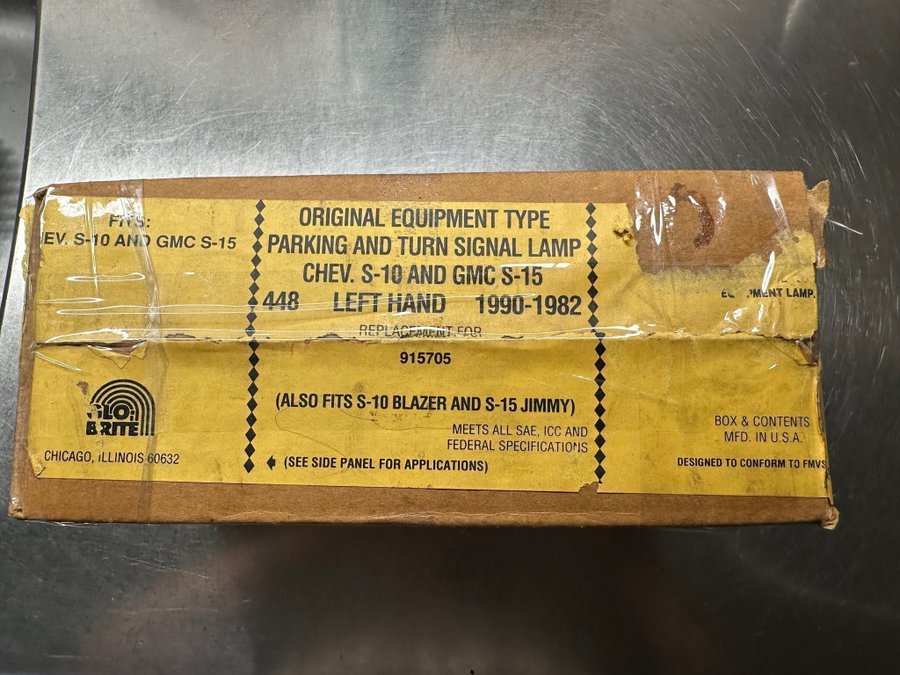 FITS:
EV. S-10 AND GMC S-15
GLO BRITE
CHICAGO, ILLINOIS 60632
ORIGINAL EQUIPMENT TYPE
PARKING AND TURN SIGNAL LAMP
CHEV. S-10 AND GMC S-15
448 LEFT HAND 1990-1982
REPLACEMENT FOR
915705
(ALSO FITS S-10 BLAZER AND S-15 JIMMY)
MEETS ALL SAE, ICC AND
FEDERAL SPECIFICATIONS
(SEE SIDE PANEL FOR APPLICATIONS)
LAMP.
BOX & CONTENTS
MFD. IN U.S.A.
DESIGNED TO CONFORM TO FMVS